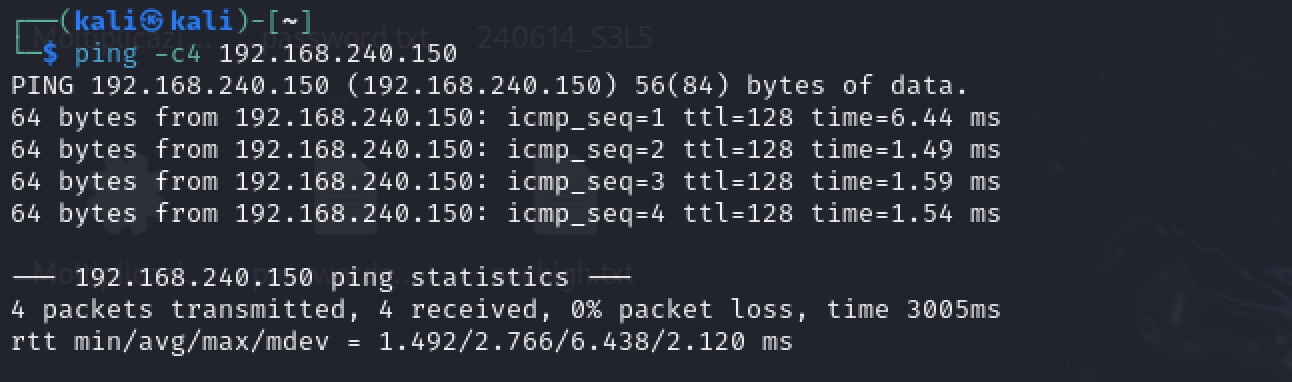 ┌──(kali㉿kali)-[~]
└─$ ping -c4 192.168.240.150
PING 192.168.240.150 (192.168.240.150) 56(84) bytes of data.
64 bytes from 192.168.240.150: icmp_seq=1 ttl=128 time=6.44 ms
64 bytes from 192.168.240.150: icmp_seq=2 ttl=128 time=1.49 ms
64 bytes from 192.168.240.150: icmp_seq=3 ttl=128 time=1.59 ms
64 bytes from 192.168.240.150: icmp_seq=4 ttl=128 time=1.54 ms
--- 192.168.240.150 ping statistics ---
4 packets transmitted, 4 received, 0% packet loss, time 3005ms
rtt min/avg/max/mdev = 1.492/2.766/6.438/2.120 ms
password.txt
240614_S3L5